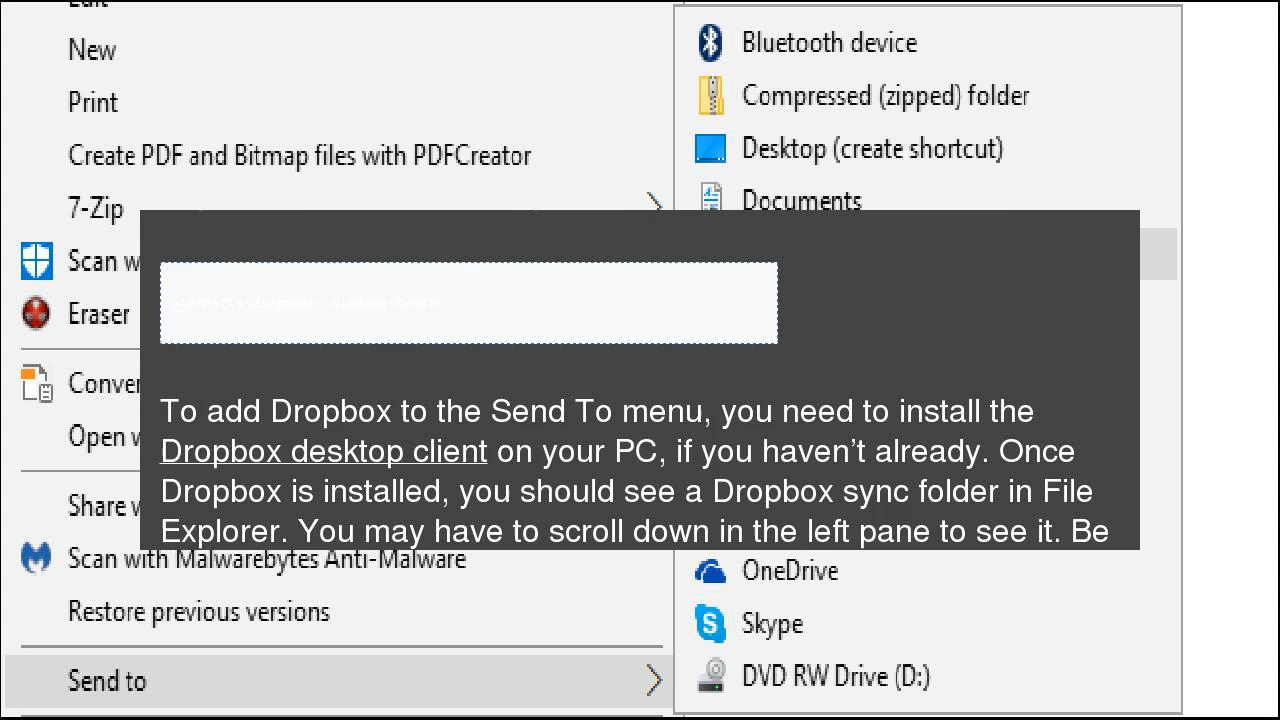 Edit
New
Print
Create PDF and Bitmap files with PDFCreator
7-Zip
Scan w
Eraser
Conver
Open w
Share w
Scan with Malwarebytes Anti-Malware
Restore previous versions
Send to
Bluetooth device
Compressed (zipped) folder
Desktop (create shortcut)
Documents
To add Dropbox to the Send To menu, you need to install the
Dropbox desktop client on your PC, if you haven’t already. Once
Dropbox is installed, you should see a Dropbox sync folder in File
Explorer. You may have to scroll down in the left pane to see it. Be
OneDrive
Skype
DVD RW Drive (D:)